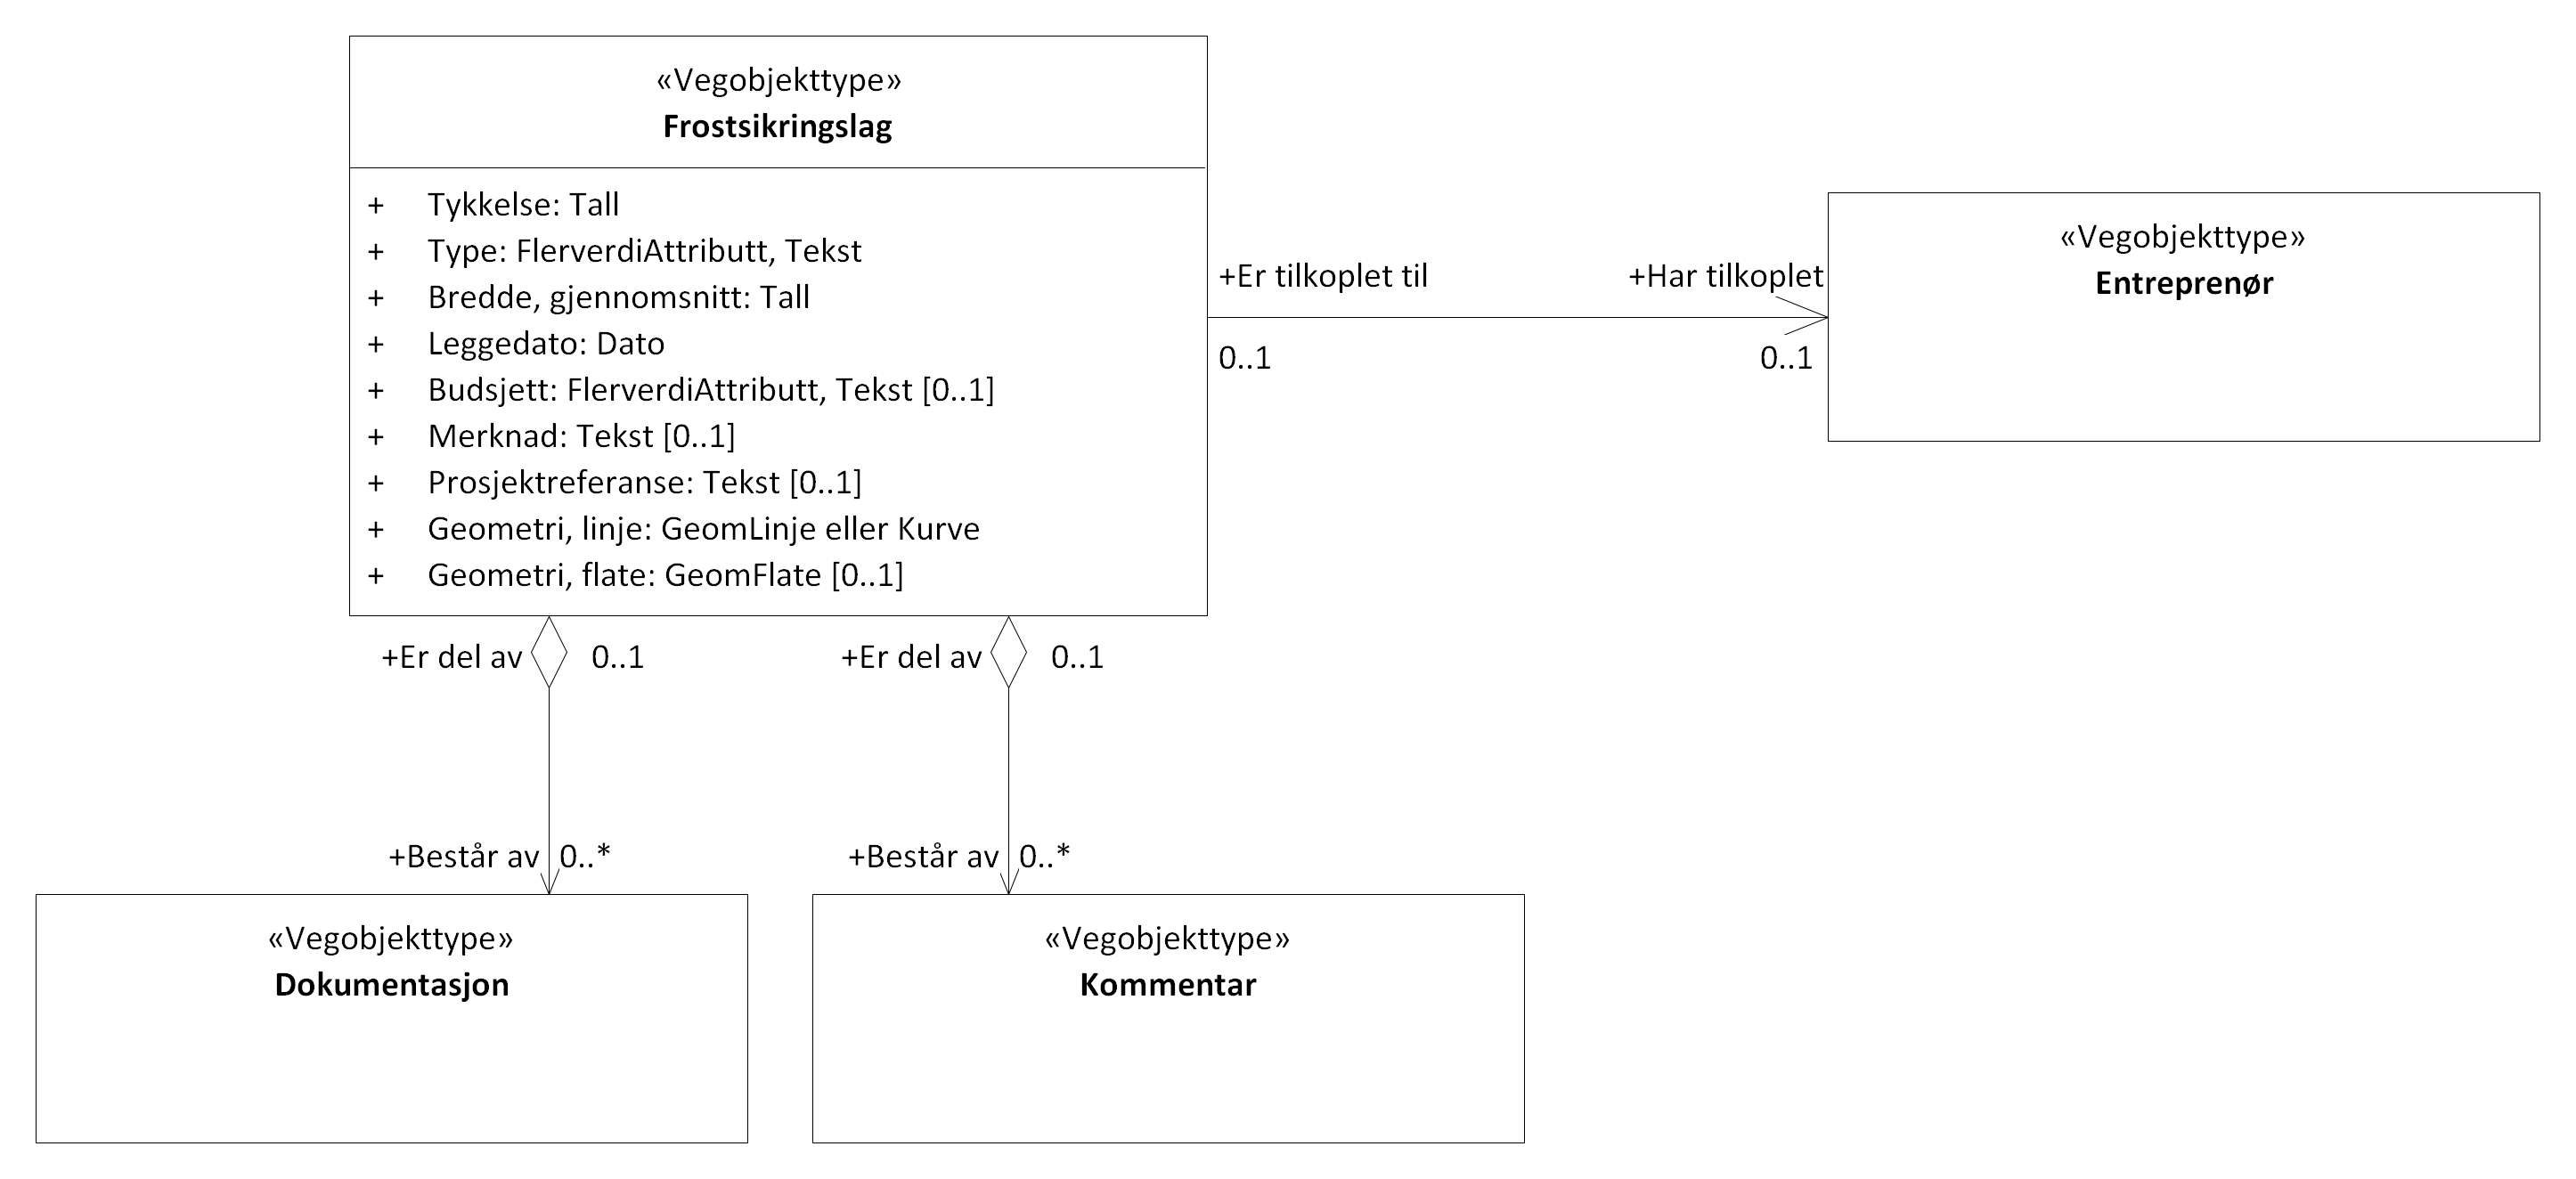 «Vegobjekttype»
Frostsikringslag
+ Tykkelse: Tall
+ Type: FlerverdiAttributt, Tekst
+ Bredde, gjennomsnitt: Tall
+ Leggedato: Dato
+ Budsjett: FlerverdiAttributt, Tekst [0..1]
+ Merknad: Tekst [0..1]
+ Prosjektreferanse: Tekst [0..1]
+ Geometri, linje: GeomLinje eller Kurve
+ Geometri, flate: GeomFlate [0..1]
+Er tilkoplet til
+Har tilkoplet
0..1
0..1
«Vegobjekttype»
Entreprenør
+Er del av
0..1
+Er del av
0..1
+Består av
0..*
+Består av
0..*
«Vegobjekttype»
Dokumentasjon
«Vegobjekttype»
Kommentar